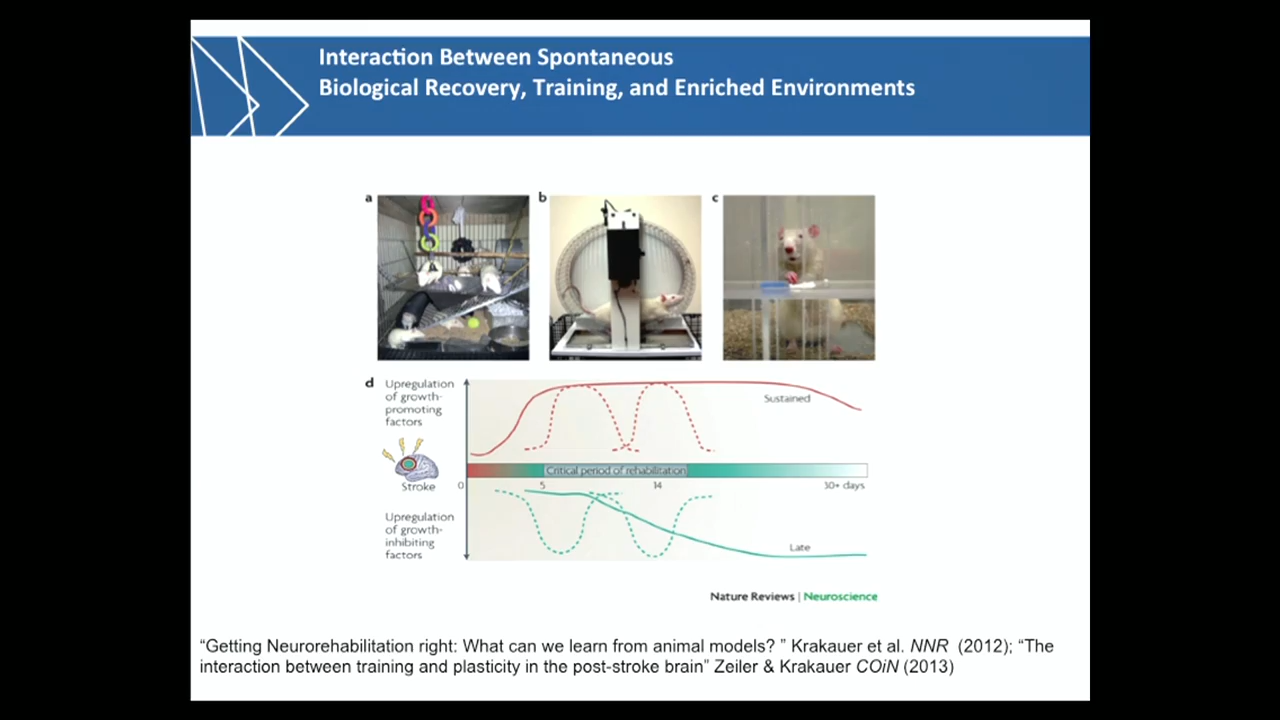 Interaction Between Spontaneous
Biological Recovery, Training, and Enriched Environments
a
b
c
d
Upregulation
of growth-
promoting
factors
Sustained
Critical period of rehabilitation
Stroke
0
5
14
30+ days
Upregulation
of growth-
inhibiting
factors
Late
Nature Reviews | Neuroscience
“Getting Neurorehabilitation right: What can we learn from animal models? ” Krakauer et al. NNR (2012); “The
interaction between training and plasticity in the post-stroke brain” Zeiler & Krakauer COiN (2013)